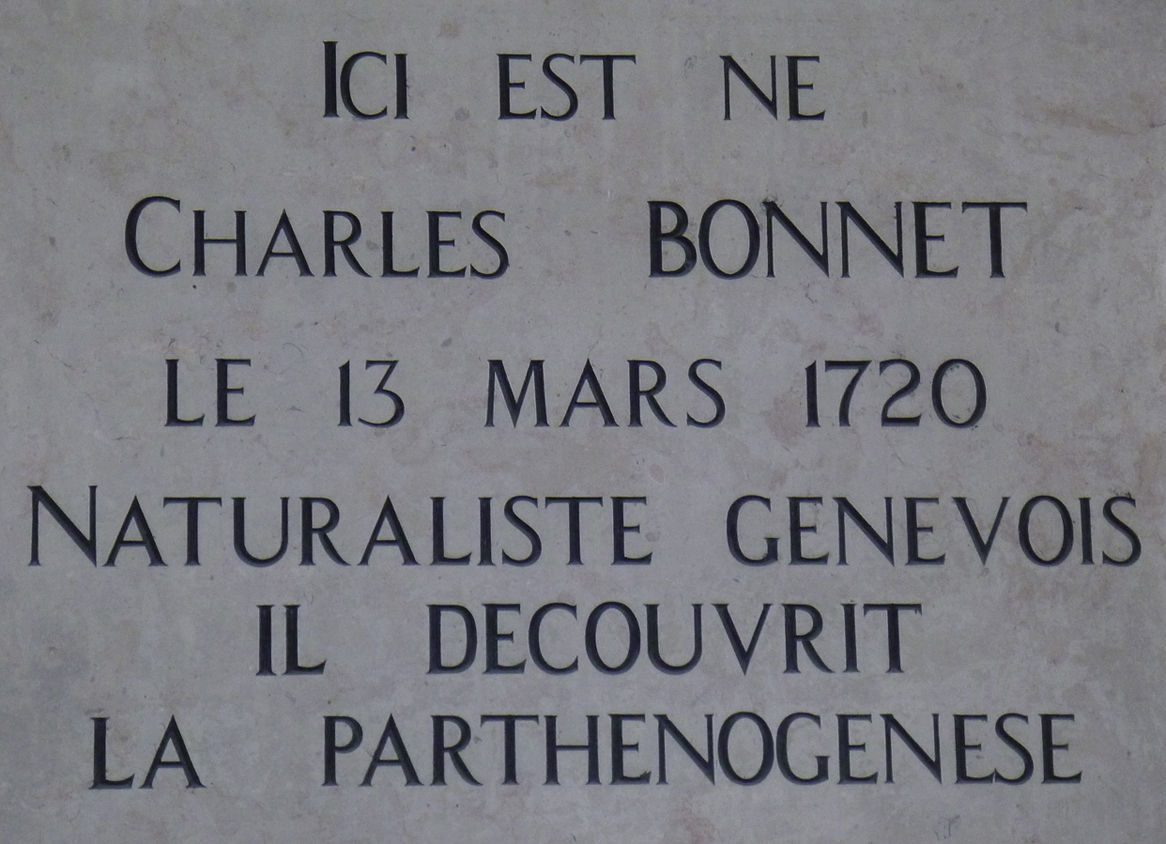 ICI EST NE
CHARLES BONNET
LE 13 MARS 1720
NATURALISTE GENEVOIS
IL DECOUVRIT
LA PARTHENOGENESE